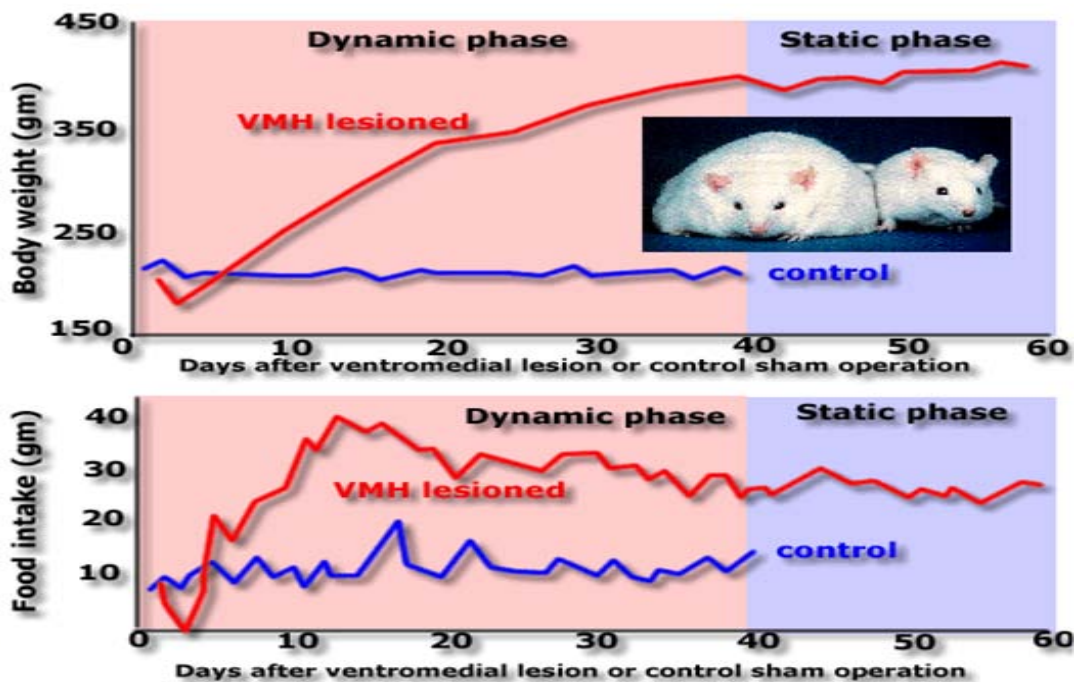 450
Dynamic phase
Static phase
VMH lesioned
350
Body weight (gm)
250
control
150
0 10 20 30 40 50 60
Days after ventromedial lesion or control sham operation
40
Dynamic phase
Static phase
30
VMH lesioned
Food intake (gm)
20
control
10
0 10 20 30 40 50 60
Days after ventromedial lesion or control sham operation